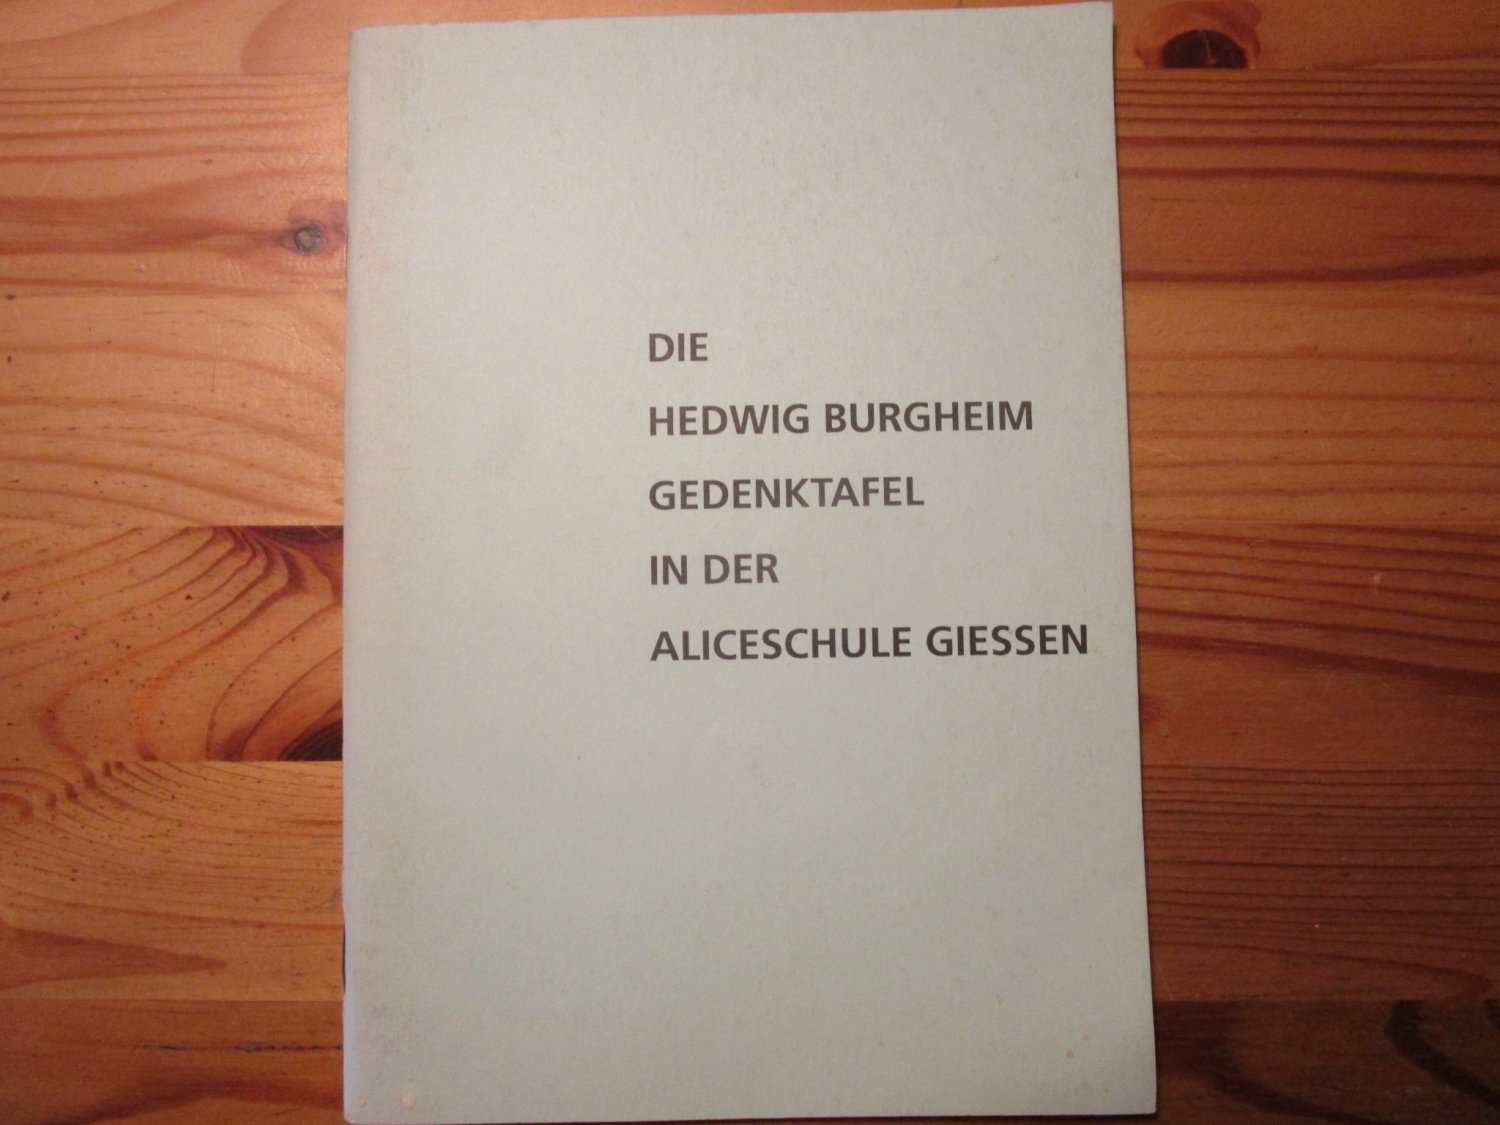 DIE
HEDWIG BURGHEIM
GEDENKTAFEL
IN DER
ALICESCHULE GIESSEN